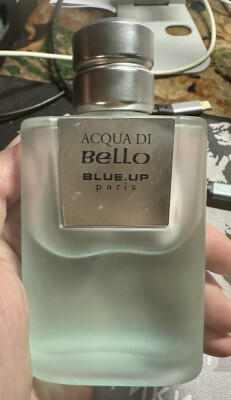 ACQUA DI
Bello
BLUE.UP
paris